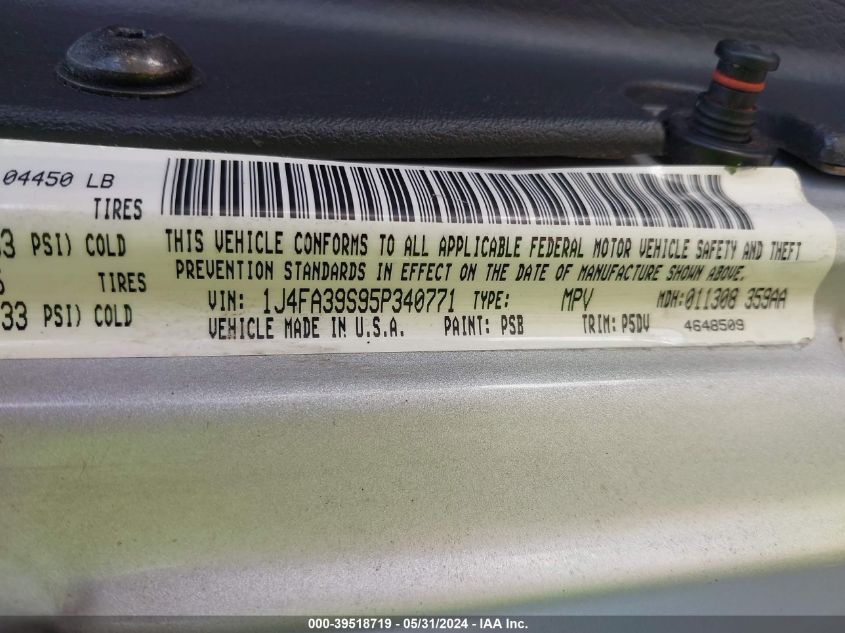 04450 LB
TIRES
33 PSI) COLD
THIS VEHICLE CONFORMS TO ALL APPLICABLE FEDERAL MOTOR VEHICLE SAFETY AND THEFT
TIRES
PREVENTION STANDARDS IN EFFECT ON THE DATE OF MANUFACTURE SHOWN ABOVE.
33 PSI) COLD
VIN: 1J4FA39S95P340771 TYPE: MPV MDH:011308 359AA
VEHICLE MADE IN U.S.A. PAINT: PSB TRIM: P5DV 4648509
000-39518719 - 05/31/2024 - IAA Inc.